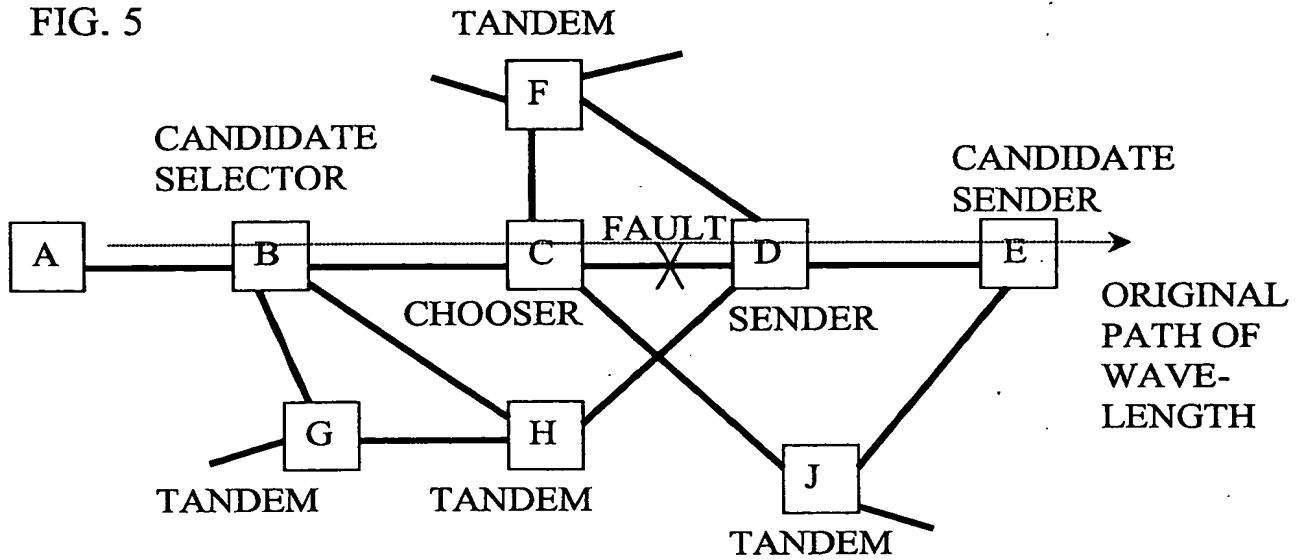 FIG. 5
TANDEM
F
CANDIDATE
SELECTOR
CANDIDATE
SENDER
A
B
C
FAULT
D
E
CHOOSER
SENDER
ORIGINAL
PATH OF
WAVE-
LENGTH
G
H
J
TANDEM
TANDEM
TANDEM